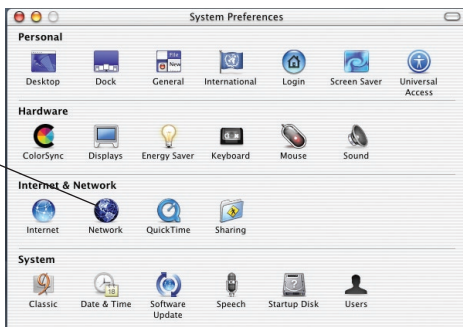 System Preferences
Personal
Desktop Dock General International Login Screen Saver Universal Access
Hardware
ColorSync Displays Energy Saver Keyboard Mouse Sound
Internet & Network
Internet Network QuickTime Sharing
System
Classic Date & Time Software Update Speech Startup Disk Users